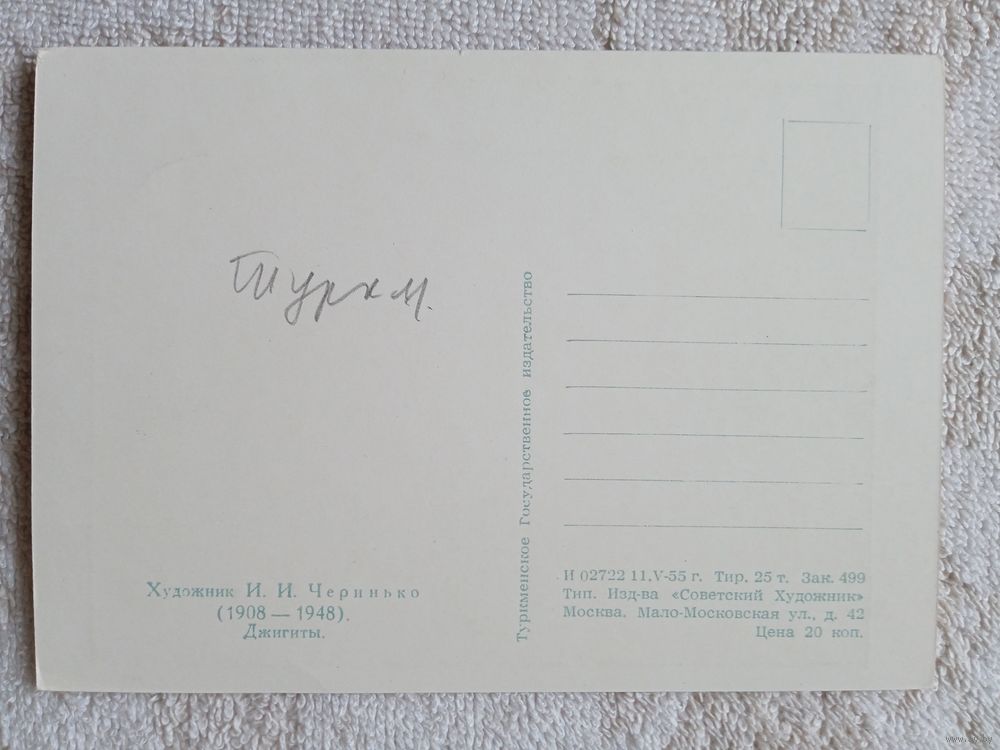 Туркм.
Художник И. И. Черинько
(1908 — 1948).
Джигиты.
Туркменское Государственное издательство
И 02722 11.V-55 г. Тир. 25 т. Зак. 499
Тип. Изд-ва «Советский Художник»
Москва. Мало-Московская ул., д. 42
Цена 20 коп.